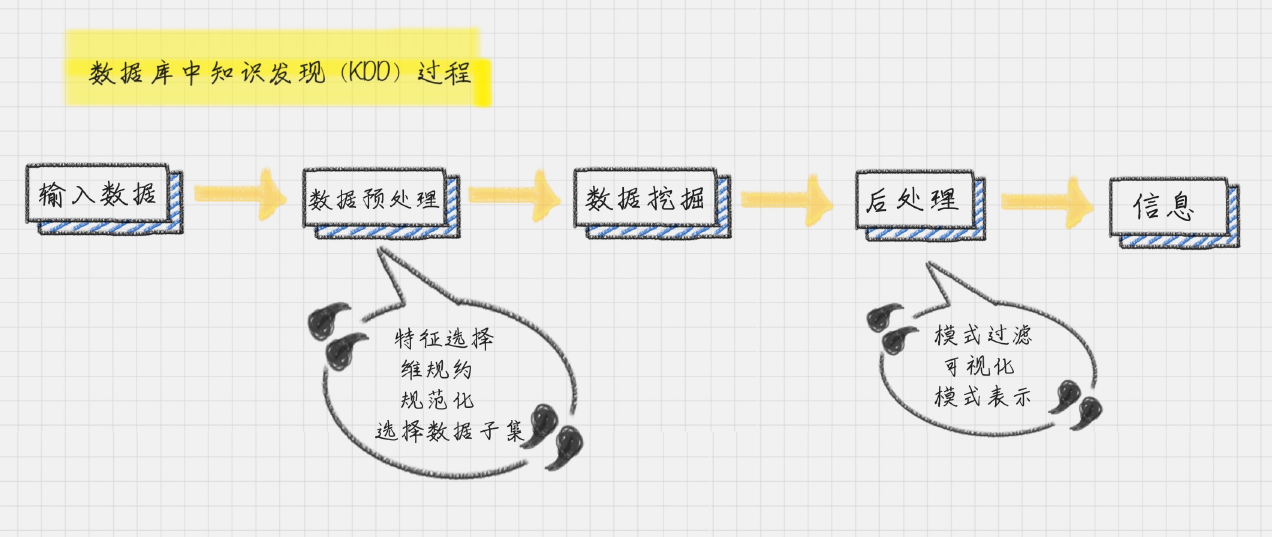 数据库中知识发现（KDD）过程
输入数据
数据预处理
数据挖掘
后处理
信息
特征选择
维规约
规范化
选择数据子集
模式过滤
可视化
模式表示